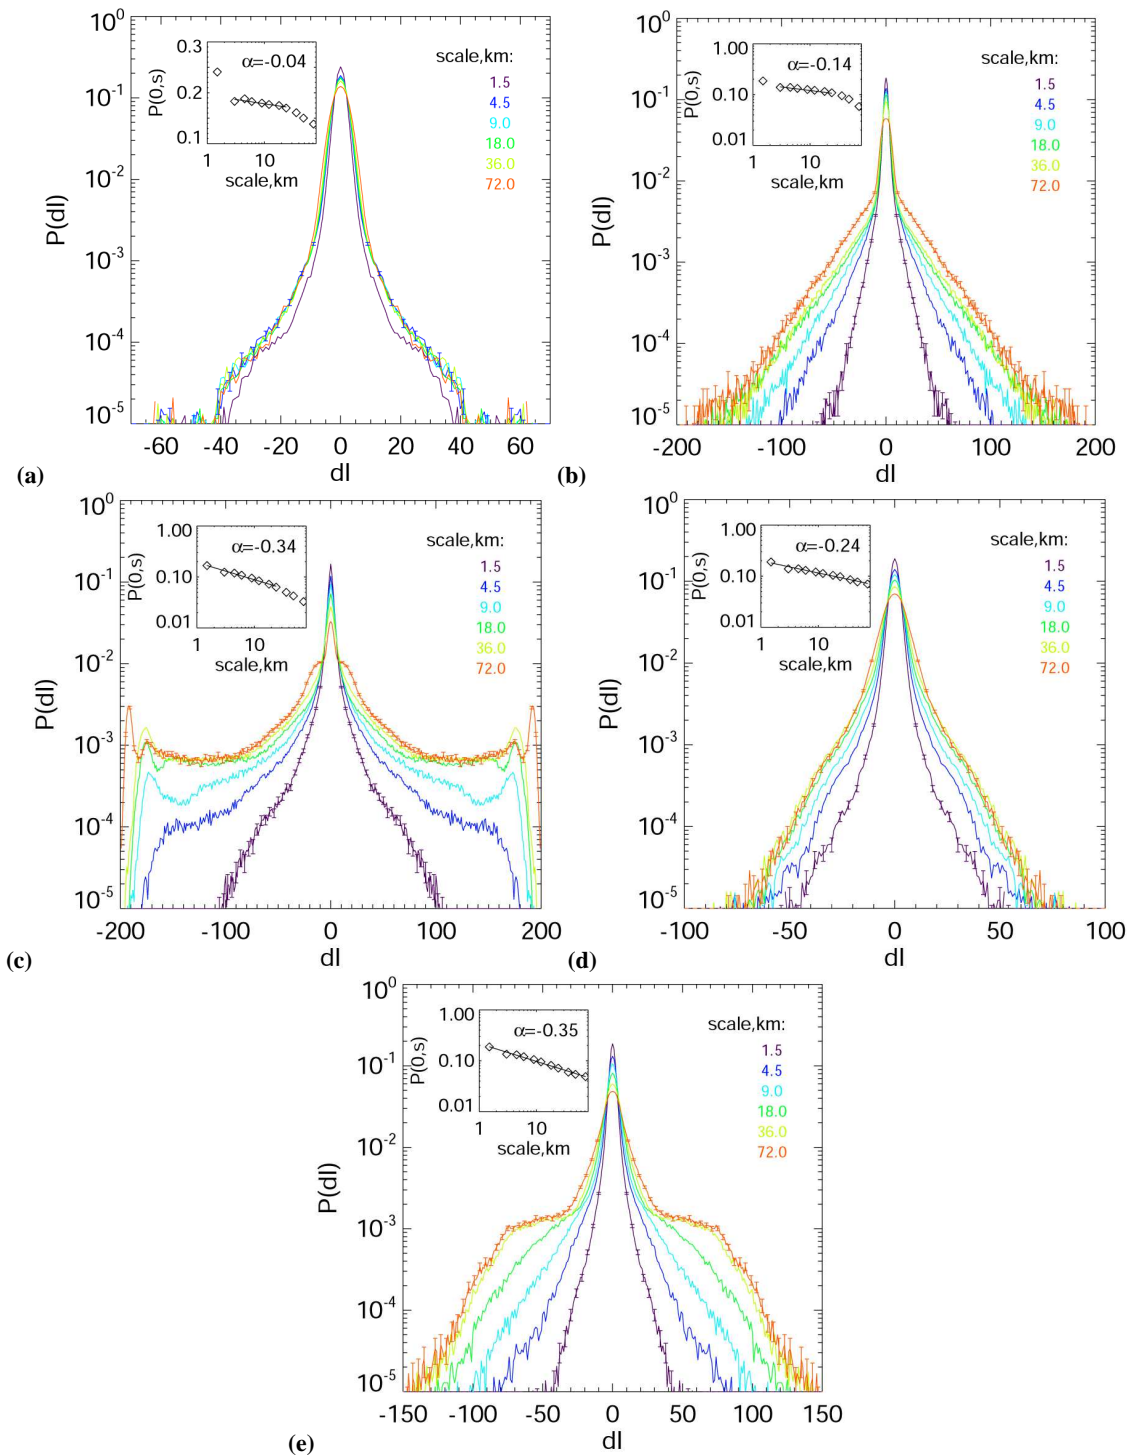 10^0
10^-1
10^-2
10^-3
10^-4
10^-5
P(dI)
-60 -40 -20 0 20 40 60
dI
0.3
0.2
0.1
P(0,s)
α=-0.04
1 10
scale,km
scale,km:
1.5
4.5
9.0
18.0
36.0
72.0
(a)
10^0
10^-1
10^-2
10^-3
10^-4
10^-5
P(dI)
-200 -100 0 100 200
dI
1.00
0.10
0.01
P(0,s)
α=-0.14
1 10
scale,km
scale,km:
1.5
4.5
9.0
18.0
36.0
72.0
(b)
10^0
10^-1
10^-2
10^-3
10^-4
10^-5
P(dI)
-200 -100 0 100 200
dI
1.00
0.10
0.01
P(0,s)
α=-0.34
1 10
scale,km
scale,km:
1.5
4.5
9.0
18.0
36.0
72.0
(c)
10^0
10^-1
10^-2
10^-3
10^-4
10^-5
P(dI)
-100 -50 0 50 100
dI
1.00
0.10
0.01
P(0,s)
α=-0.24
1 10
scale,km
scale,km:
1.5
4.5
9.0
18.0
36.0
72.0
(d)
10^0
10^-1
10^-2
10^-3
10^-4
10^-5
P(dI)
-150 -100 -50 0 50 100 150
dI
1.00
0.10
0.01
P(0,s)
α=-0.35
1 10
scale,km
scale,km:
1.5
4.5
9.0
18.0
36.0
72.0
(e)